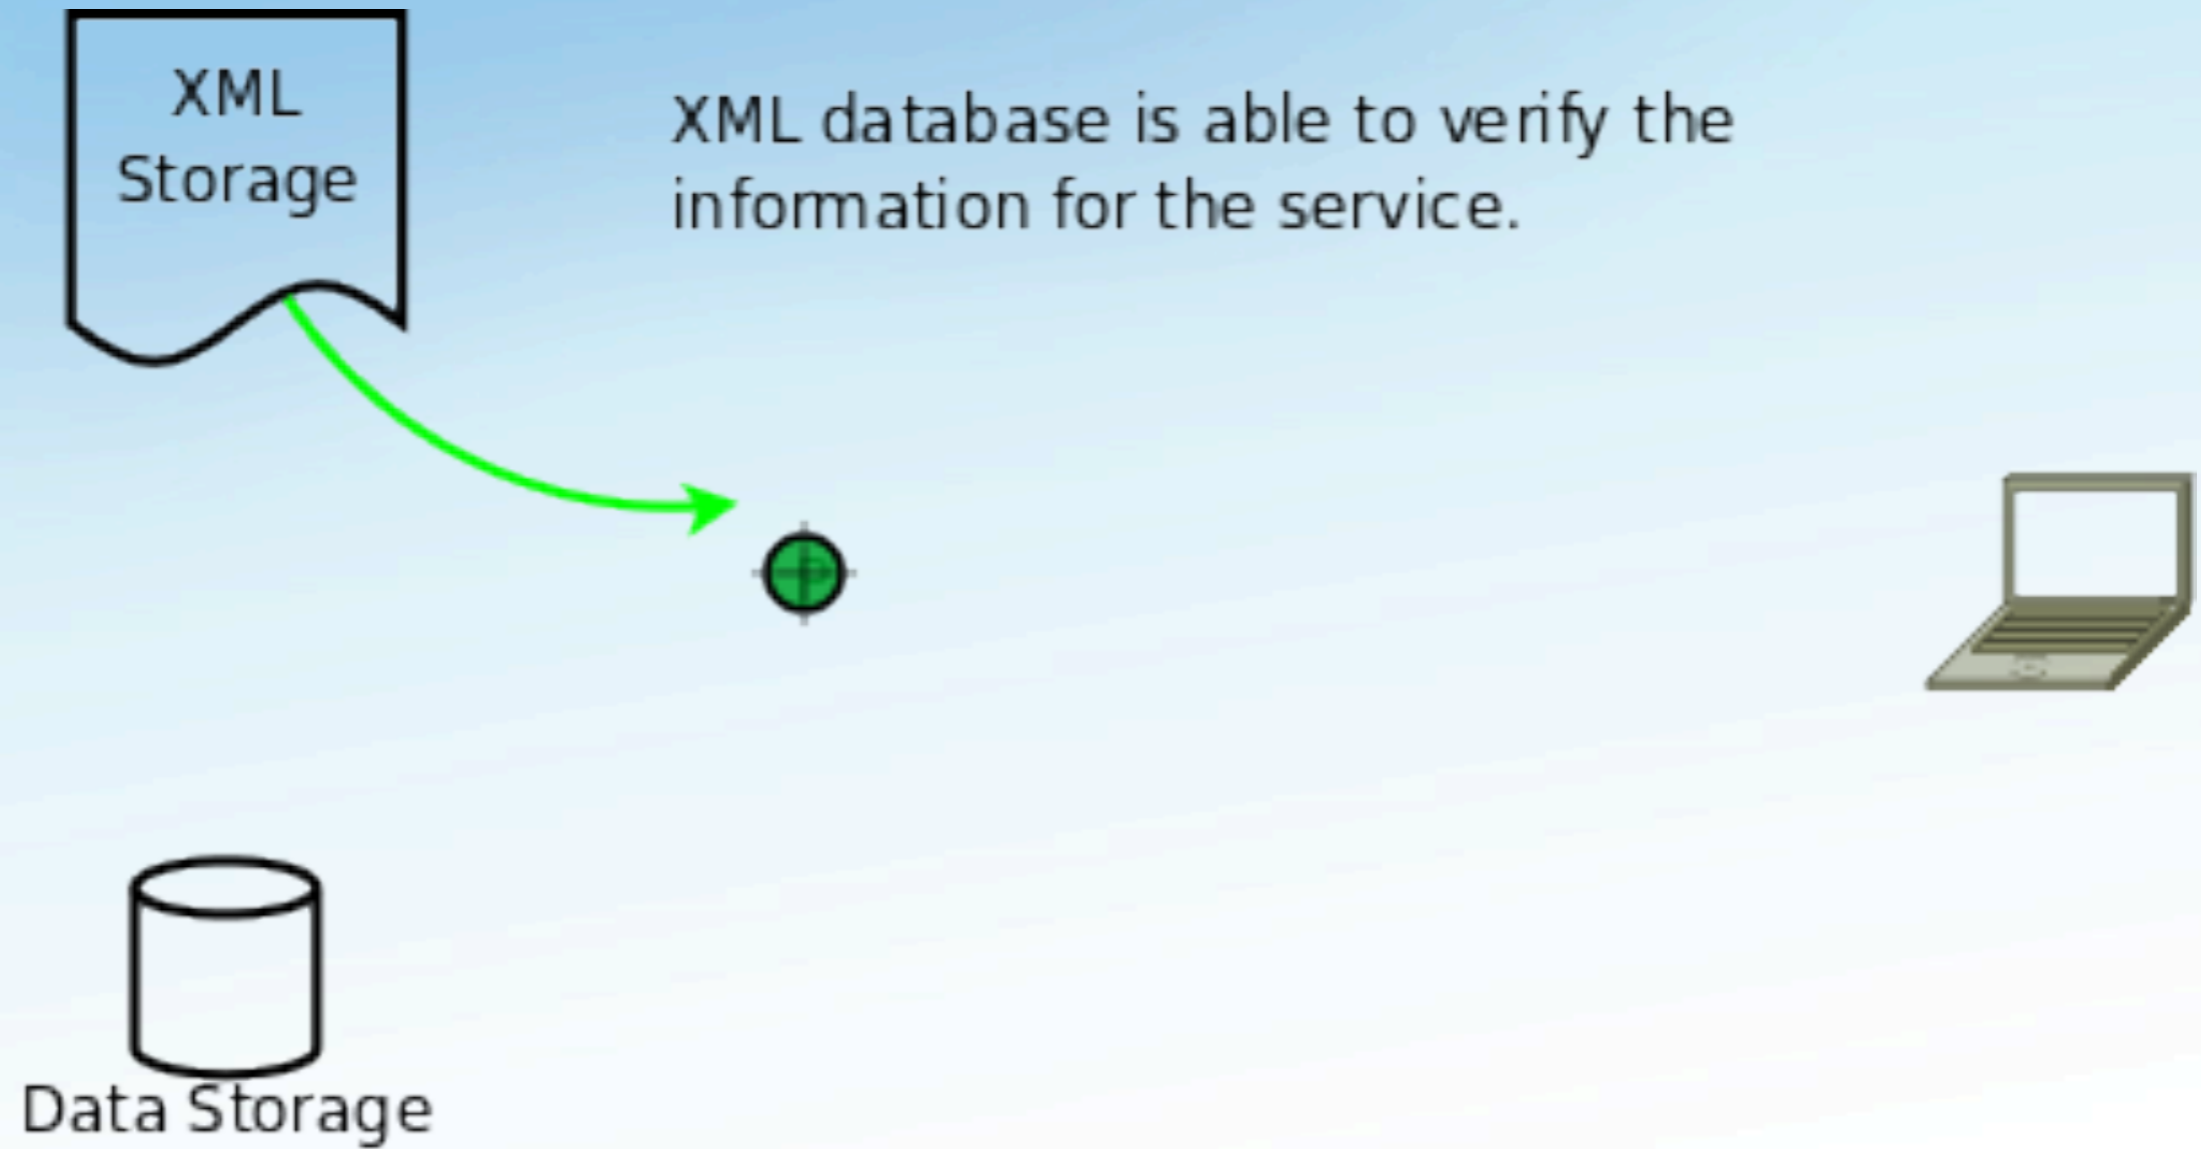 XML
Storage
XML database is able to verify the
information for the service.
Data Storage